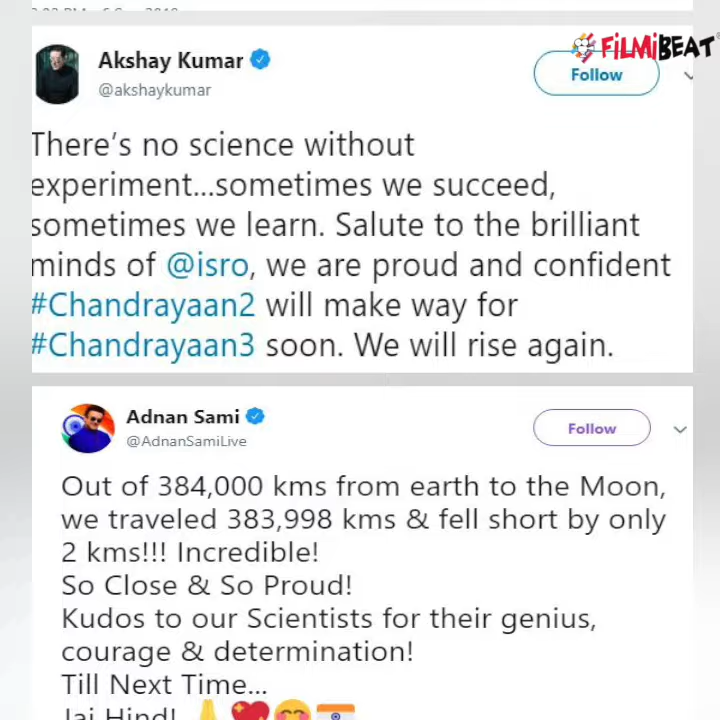 FiLMiBEAT
Akshay Kumar
@akshaykumar
Follow
There's no science without
experiment...sometimes we succeed,
sometimes we learn. Salute to the brilliant
minds of @isro, we are proud and confident
#Chandrayaan2 will make way for
#Chandrayaan3 soon. We will rise again.
Adnan Sami
@AdnanSamiLive
Follow
Out of 384,000 kms from earth to the Moon,
we traveled 383,998 kms & fell short by only
2 kms!!! Incredible!
So Close & So Proud!
Kudos to our Scientists for their genius,
courage & determination!
Till Next Time...
Jai Hind! 🙏💖😊🇮🇳